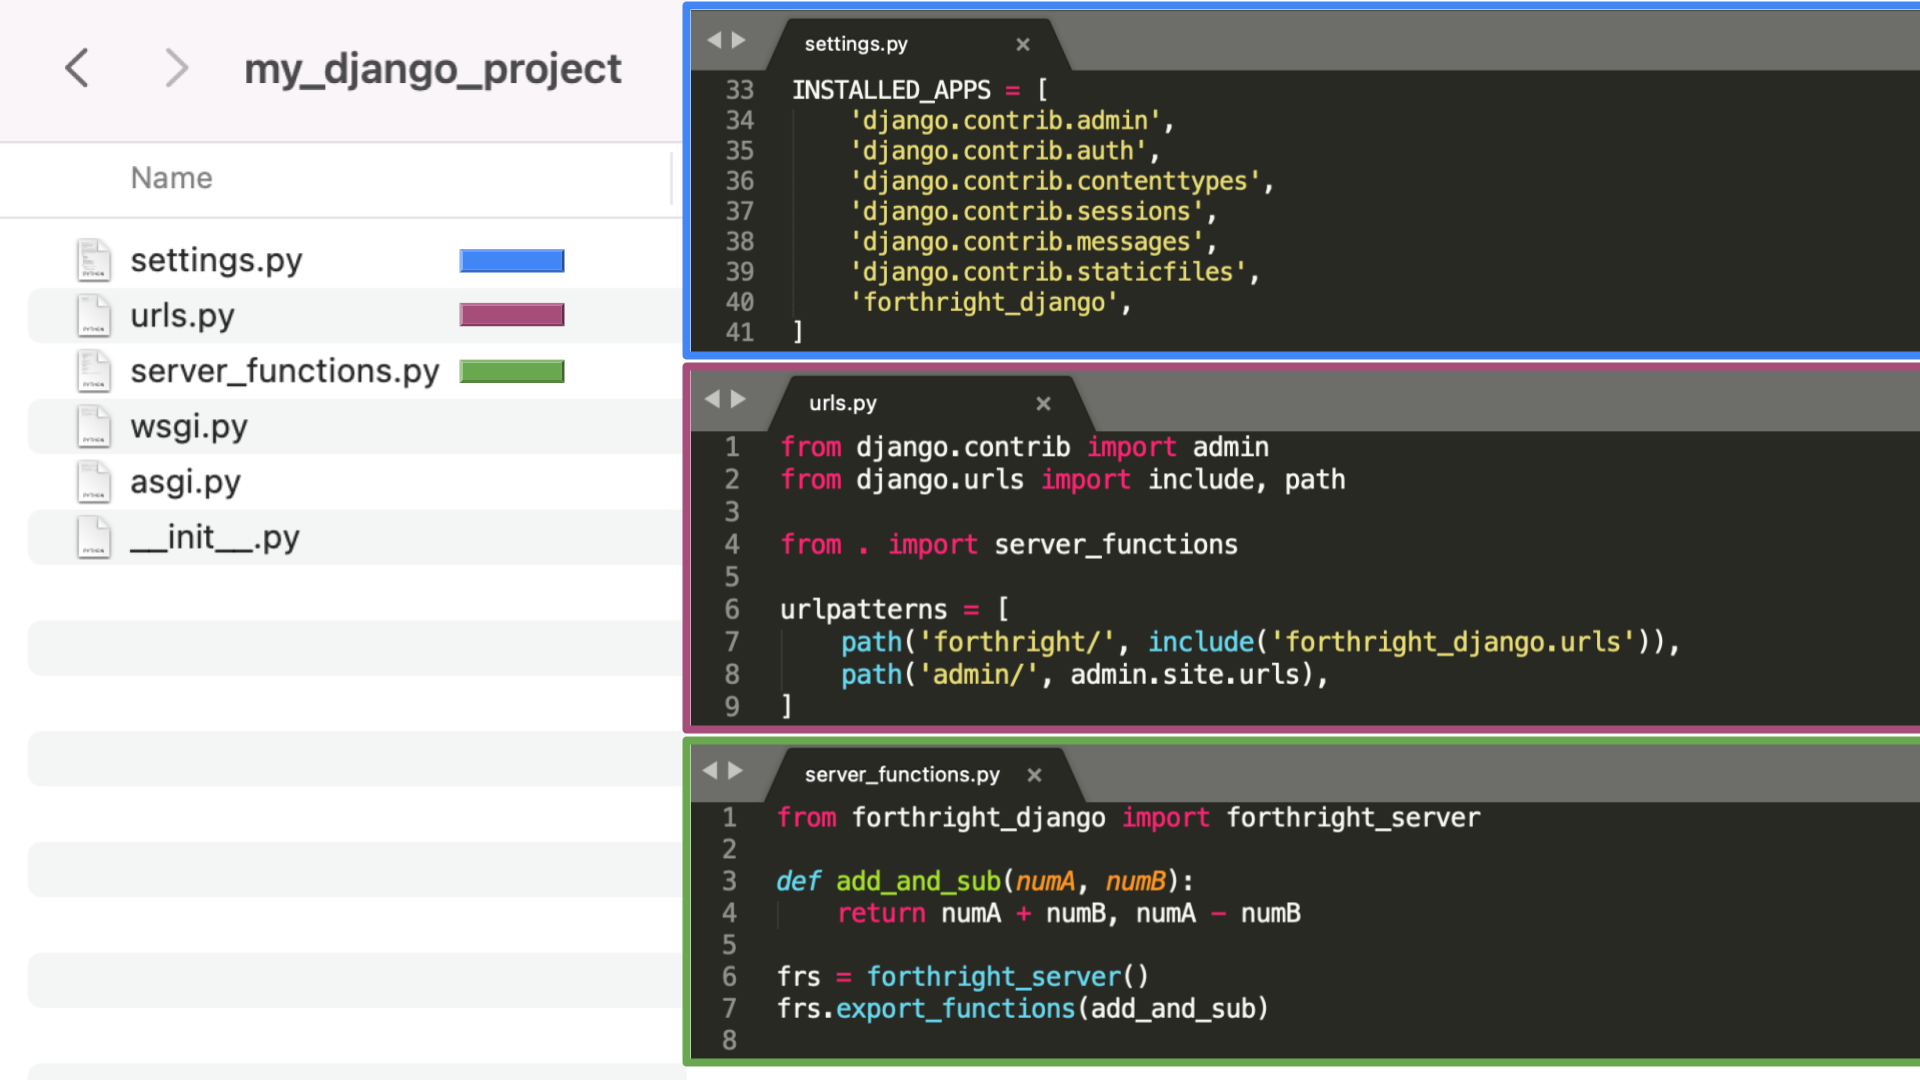 my_django_project
Name
settings.py
urls.py
server_functions.py
wsgi.py
asgi.py
__init__.py
settings.py ×
33 INSTALLED_APPS = [
34     'django.contrib.admin',
35     'django.contrib.auth',
36     'django.contrib.contenttypes',
37     'django.contrib.sessions',
38     'django.contrib.messages',
39     'django.contrib.staticfiles',
40     'forthright_django',
41 ]
urls.py ×
1 from django.contrib import admin
2 from django.urls import include, path
3
4 from . import server_functions
5
6 urlpatterns = [
7     path('forthright/', include('forthright_django.urls')),
8     path('admin/', admin.site.urls),
9 ]
server_functions.py ×
1 from forthright_django import forthright_server
2
3 def add_and_sub(numA, numB):
4     return numA + numB, numA - numB
5
6 frs = forthright_server()
7 frs.export_functions(add_and_sub)
8